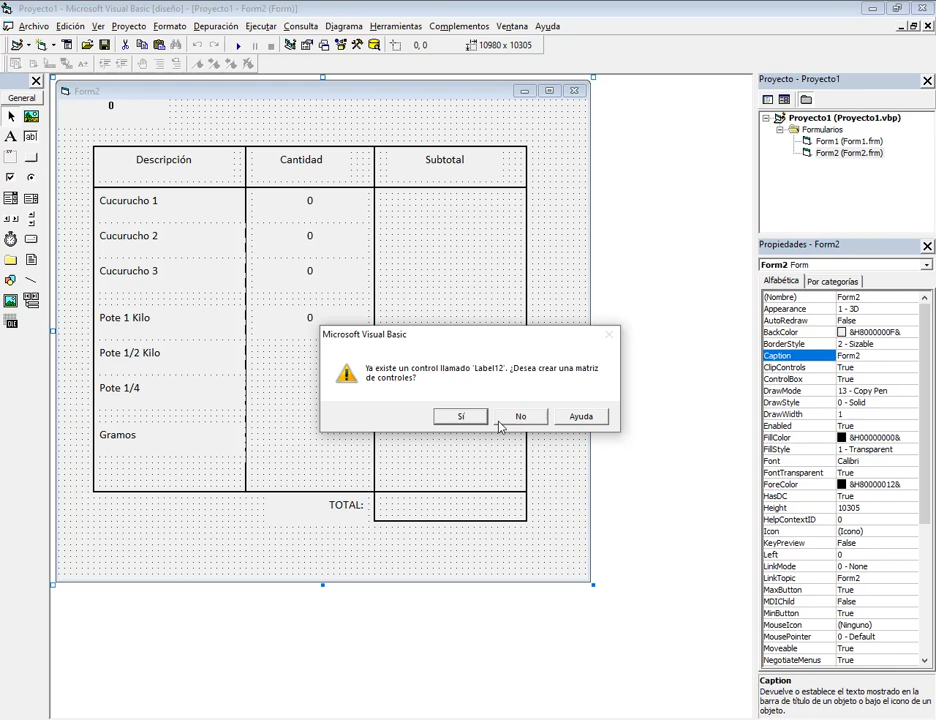 Proyecto1 - Microsoft Visual Basic [diseño] - [Proyecto1 - Form2 (Form)]
Archivo Edición Ver Proyecto Formato Depuración Ejecutar Consulta Diagrama Herramientas Complementos Ventana Ayuda
0, 0 10980 x 10305
General
Form2
0
Descripción Cantidad Subtotal
Cucurucho 1 0
Cucurucho 2 0
Cucurucho 3 0
Pote 1 Kilo 0
Pote 1/2 Kilo
Pote 1/4
Gramos
TOTAL:
Microsoft Visual Basic
Ya existe un control llamado 'Label12'. ¿Desea crear una matriz
de controles?
Sí No Ayuda
Proyecto - Proyecto1
Proyecto1 (Proyecto1.vbp)
Formularios
Form1 (Form1.frm)
Form2 (Form2.frm)
Propiedades - Form2
Form2 Form
Alfabética Por categorías
(Nombre) Form2
Appearance 1 - 3D
AutoRedraw False
BackColor &H8000000F&
BorderStyle 2 - Sizable
Caption Form2
ClipControls True
ControlBox True
DrawMode 13 - Copy Pen
DrawStyle 0 - Solid
DrawWidth 1
Enabled True
FillColor &H00000000&
FillStyle 1 - Transparent
Font Calibri
FontTransparent True
ForeColor &H80000012&
HasDC True
Height 10305
HelpContextID 0
Icon (Icono)
KeyPreview False
Left 0
LinkMode 0 - None
LinkTopic Form2
MaxButton True
MDIChild False
MinButton True
MouseIcon (Ninguno)
MousePointer 0 - Default
Moveable True
NegotiateMenus True
Caption
Devuelve o establece el texto mostrado en la
barra de título de un objeto o bajo el icono de un
objeto.